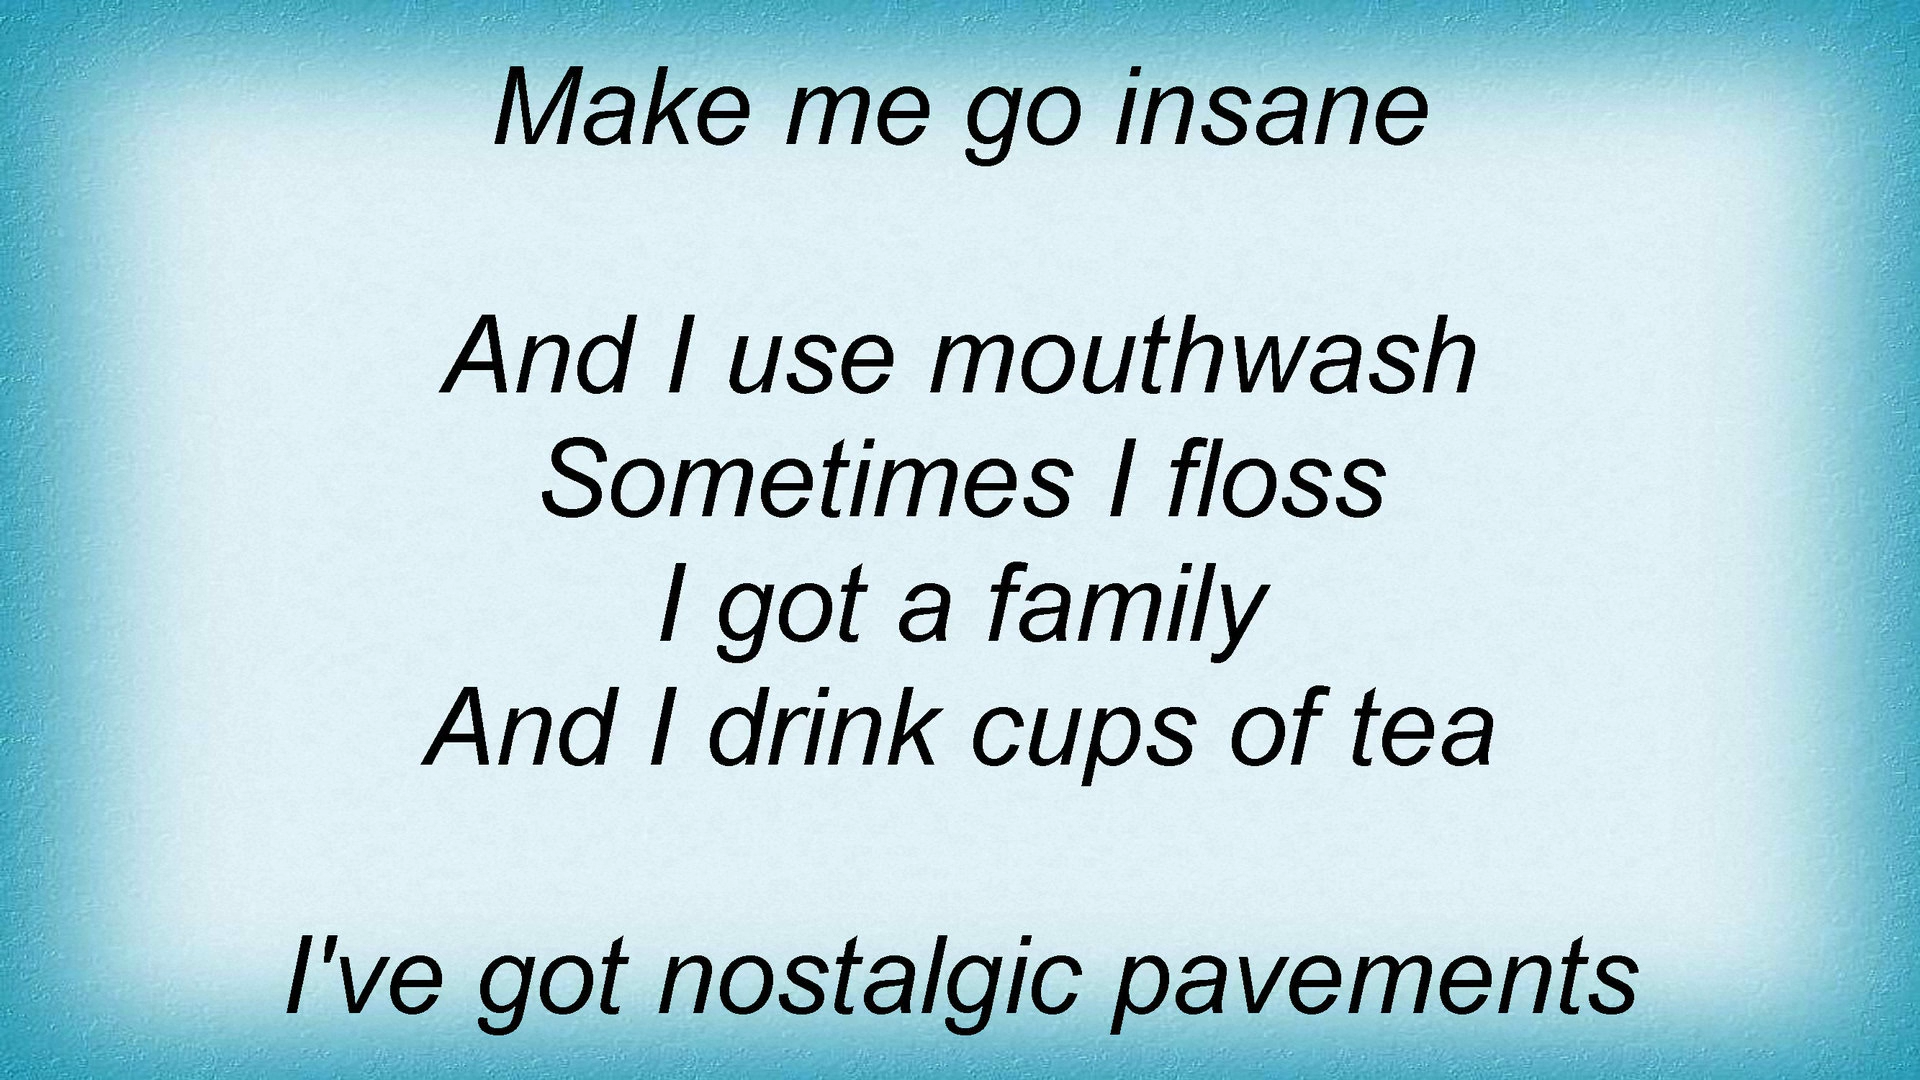 Make me go insane
And I use mouthwash
Sometimes I floss
I got a family
And I drink cups of tea
I've got nostalgic pavements